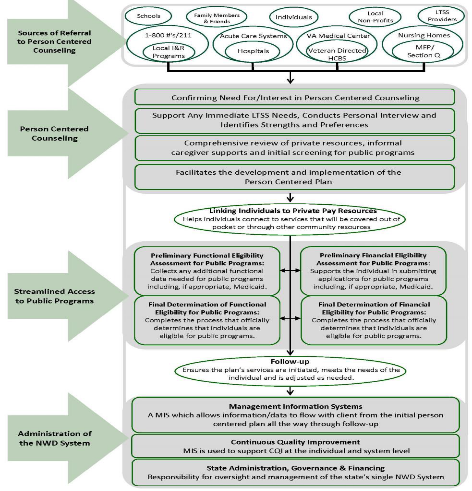 Schools
Family Members
& Friends
Individuals
Local
Non-Profits
LTSS
Providers
Sources of Referral
to Person Centered
Counseling
1-800 #'s/211
Local I&R
Programs
Acute Care Systems
Hospitals
VA Medical Center
Veteran Directed
HCBS
Nursing Homes
MFP/
Section Q
Person Centered
Counseling
Confirming Need For/Interest in Person Centered Counseling
Support Any Immediate LTSS Needs, Conducts Personal Interview and
Identifies Strengths and Preferences
Comprehensive review of private resources, informal
caregiver supports and initial screening for public programs
Facilitates the development and implementation of the
Person Centered Plan
Linking Individuals to Private Pay Resources
Helps individuals connect to services that will be covered out of
pocket or through other community resources
Streamlined Access
to Public Programs
Preliminary Functional Eligibility
Assessment for Public Programs:
Collects any additional functional
data needed for public programs
including, if appropriate, Medicaid.
Preliminary Financial Eligibility
Assessment for Public Programs:
Supports the individual in submitting
applications for public programs
including, if appropriate, Medicaid.
Final Determination of Functional
Eligibility for Public Programs:
Completes the process that officially
determines that individuals are
eligible for public programs.
Final Determination of Financial
Eligibility for Public Programs:
Completes the process that officially
determines that individuals are
eligible for public programs.
Follow-up
Ensures the plan's services are initiated, meets the needs of the
individual and is adjusted as needed.
Administration of
the NWD System
Management Information Systems
A MIS which allows information/data to flow with client from the initial person
centered plan all the way through follow-up
Continuous Quality Improvement
MIS is used to support CQI at the individual and system level
State Administration, Governance & Financing
Responsibility for oversight and management of the state's single NWD System